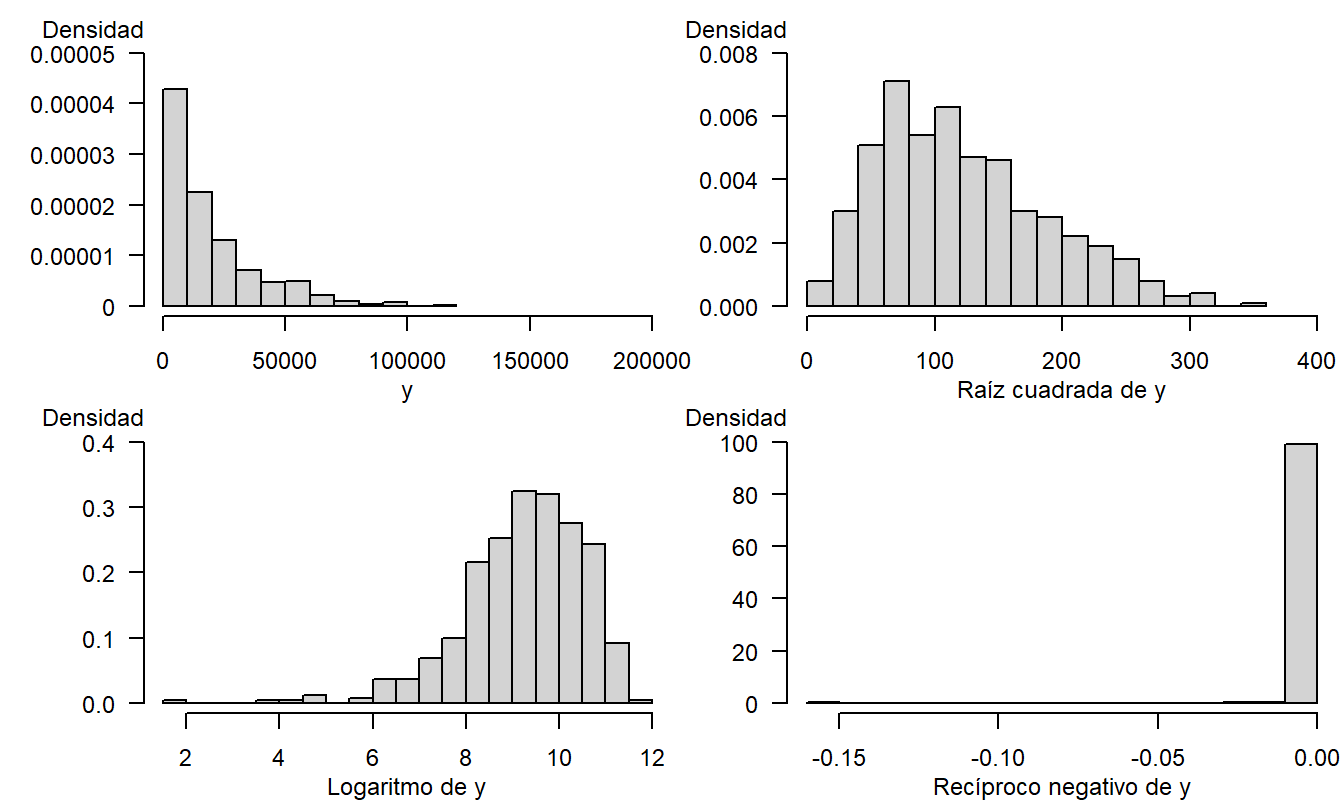 Densidad
0.00005
0.00004
0.00003
0.00002
0.00001
0
0 50000 100000 150000 200000
y
Densidad
0.008
0.006
0.004
0.002
0.000
0 100 200 300 400
Raíz cuadrada de y
Densidad
0.4
0.3
0.2
0.1
0.0
2 4 6 8 10 12
Logaritmo de y
Densidad
100
80
60
40
20
0
-0.15 -0.10 -0.05 0.00
Recíproco negativo de y